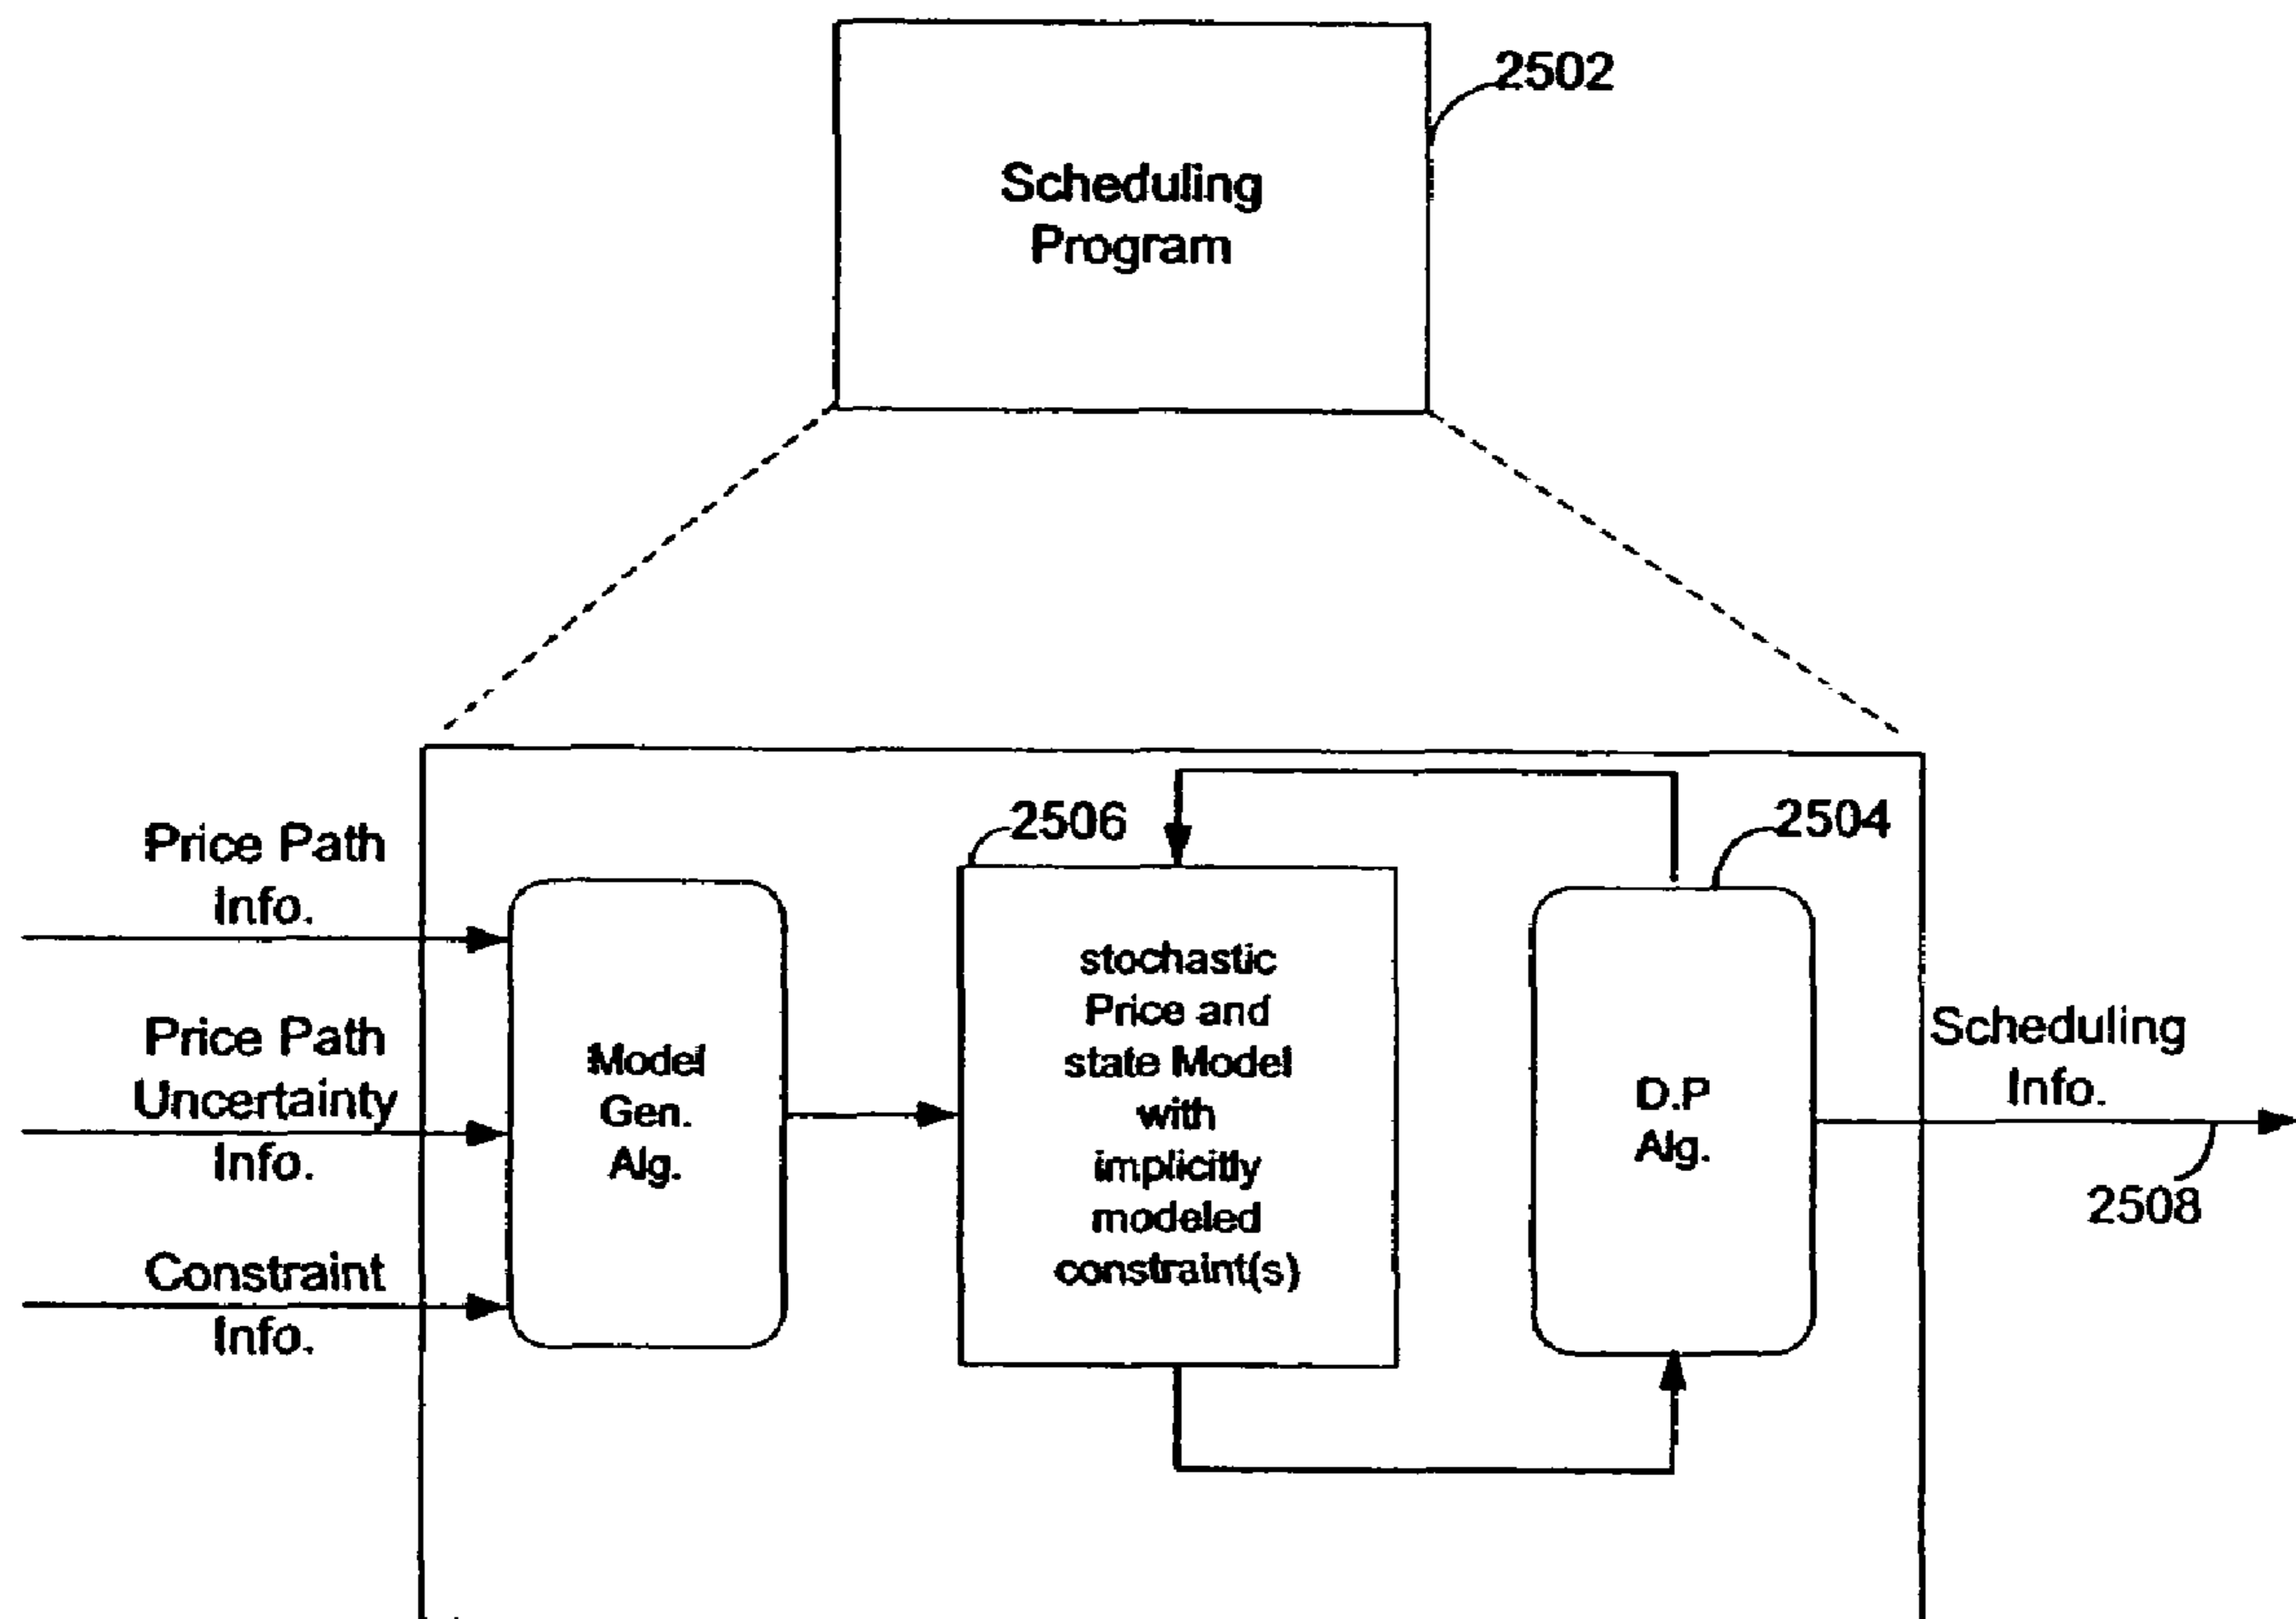 2502
Scheduling
Program
2506
2504
Price Path
Info.
Price Path
Uncertainty
Info.
Constraint
Info.
Model
Gen.
Alg.
stochastic
Price and
state Model
with
implicitly
modeled
constraint(s)
D.P
Alg.
Scheduling
Info.
2508